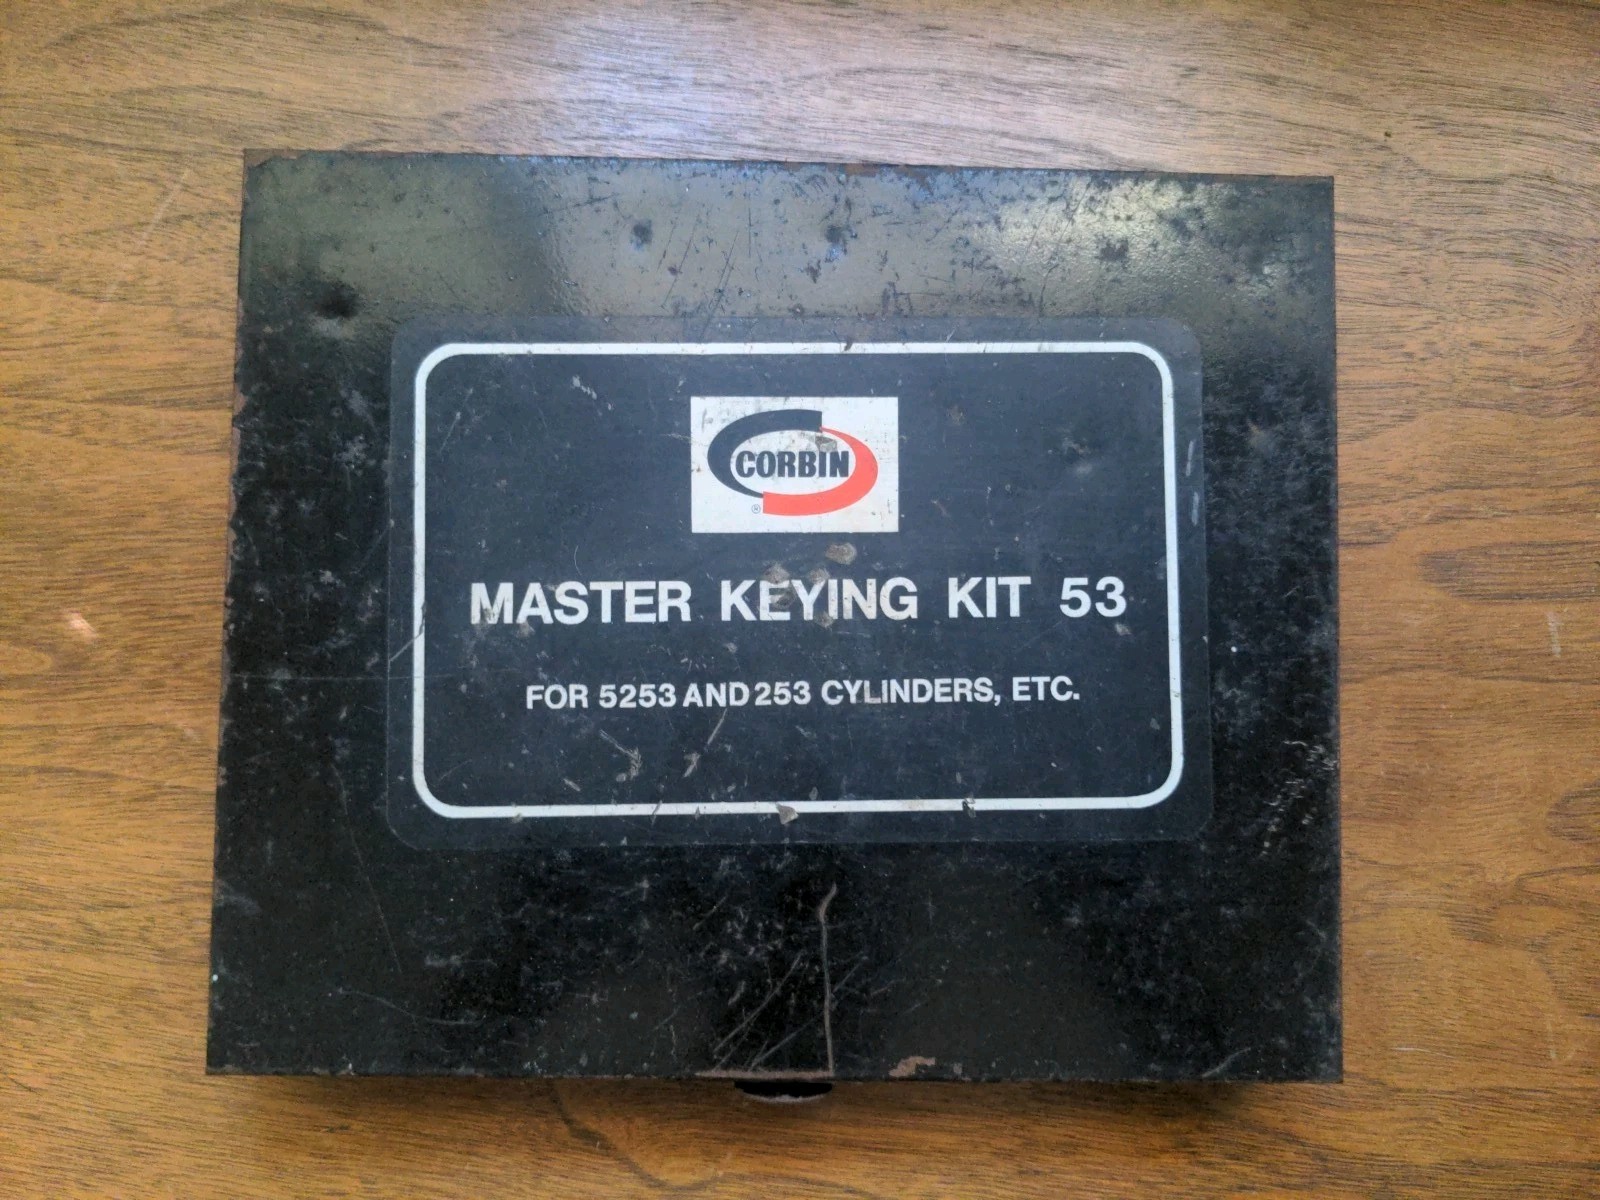 CORBIN
®
MASTER KEYING KIT 53
FOR 5253 AND 253 CYLINDERS, ETC.